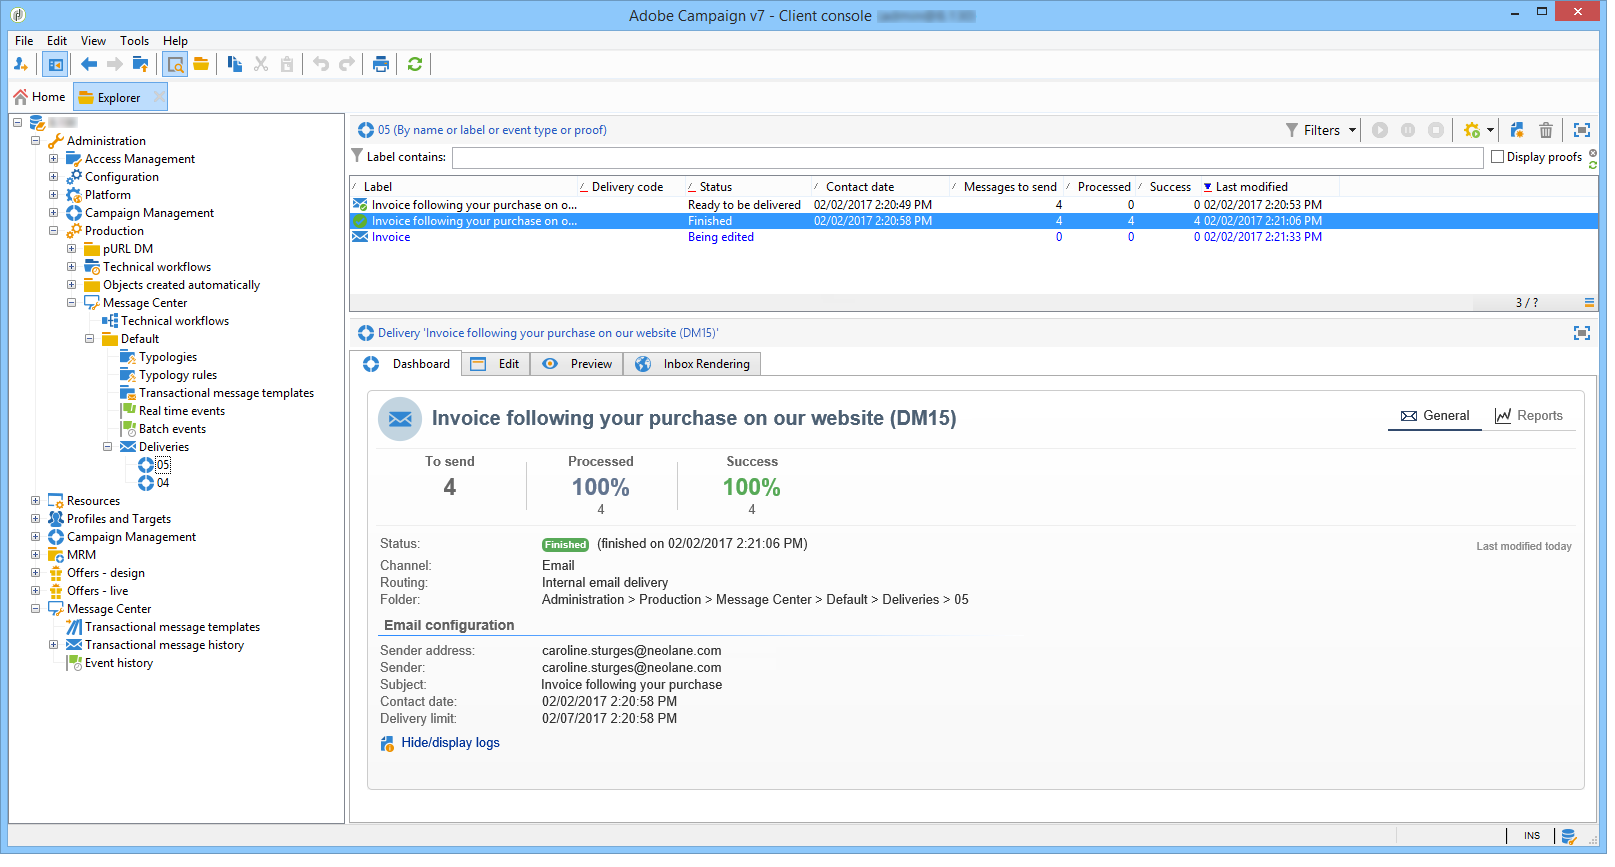 Adobe Campaign v7 - Client console
File Edit View Tools Help
Home Explorer
Administration
Access Management
Configuration
Platform
Campaign Management
Production
pURL DM
Technical workflows
Objects created automatically
Message Center
Technical workflows
Default
Typologies
Typology rules
Transactional message templates
Real time events
Batch events
Deliveries
05
04
Resources
Profiles and Targets
Campaign Management
MRM
Offers - design
Offers - live
Message Center
Transactional message templates
Transactional message history
Event history
05 (By name or label or event type or proof) Filters
Label contains: Display proofs
Label Delivery code Status Contact date Messages to send Processed Success Last modified
Invoice following your purchase on o... Ready to be delivered 02/02/2017 2:20:49 PM 4 0 0 02/02/2017 2:20:53 PM
Invoice following your purchase on o... Finished 02/02/2017 2:20:58 PM 4 4 4 02/02/2017 2:21:06 PM
Invoice Being edited 0 0 0 02/02/2017 2:21:33 PM
3 / ?
Delivery 'Invoice following your purchase on our website (DM15)'
Dashboard Edit Preview Inbox Rendering
Invoice following your purchase on our website (DM15) General Reports
To send Processed Success
4 100% 100%
4 4
Status: Finished (finished on 02/02/2017 2:21:06 PM) Last modified today
Channel: Email
Routing: Internal email delivery
Folder: Administration > Production > Message Center > Default > Deliveries > 05
Email configuration
Sender address: caroline.sturges@neolane.com
Sender: caroline.sturges@neolane.com
Subject: Invoice following your purchase
Contact date: 02/02/2017 2:20:58 PM
Delivery limit: 02/07/2017 2:20:58 PM
Hide/display logs
INS